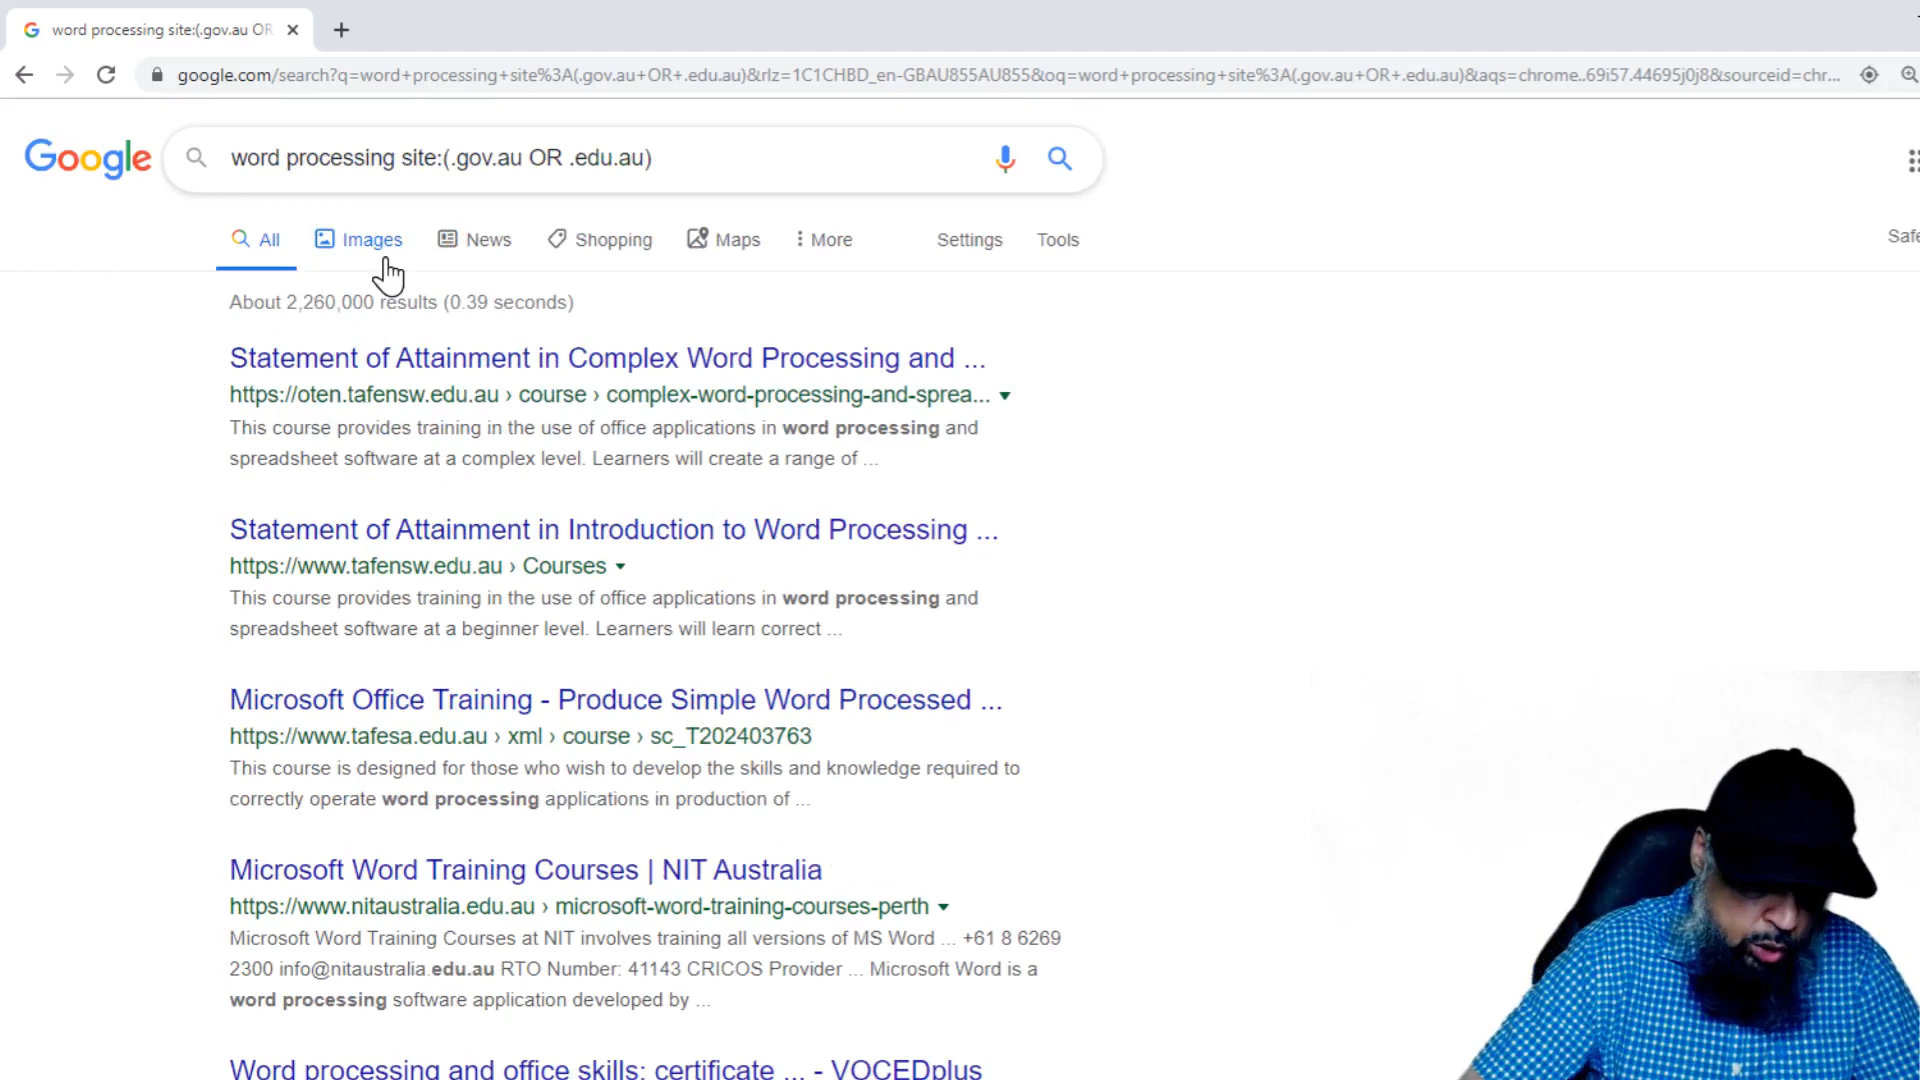 word processing site:(.gov.au OR
google.com/search?q=word+processing+site%3A(.gov.au+OR+.edu.au)&rlz=1C1CHBD_en-GBAU855AU855&oq=word+processing+site%3A(.gov.au+OR+.edu.au)&aqs=chrome..69i57.44695j0j8&sourceid=chr...
Google
word processing site:(.gov.au OR .edu.au)
All Images News Shopping Maps More Settings Tools Safe
About 2,260,000 results (0.39 seconds)
Statement of Attainment in Complex Word Processing and ...
https://oten.tafensw.edu.au › course › complex-word-processing-and-sprea...
This course provides training in the use of office applications in word processing and
spreadsheet software at a complex level. Learners will create a range of ...
Statement of Attainment in Introduction to Word Processing ...
https://www.tafensw.edu.au › Courses
This course provides training in the use of office applications in word processing and
spreadsheet software at a beginner level. Learners will learn correct ...
Microsoft Office Training - Produce Simple Word Processed ...
https://www.tafesa.edu.au › xml › course › sc_T202403763
This course is designed for those who wish to develop the skills and knowledge required to
correctly operate word processing applications in production of ...
Microsoft Word Training Courses | NIT Australia
https://www.nitaustralia.edu.au › microsoft-word-training-courses-perth
Microsoft Word Training Courses at NIT involves training all versions of MS Word ... +61 8 6269
2300 info@nitaustralia.edu.au RTO Number: 41143 CRICOS Provider ... Microsoft Word is a
word processing software application developed by ...
Word processing and office skills: certificate ... - VOCEDplus